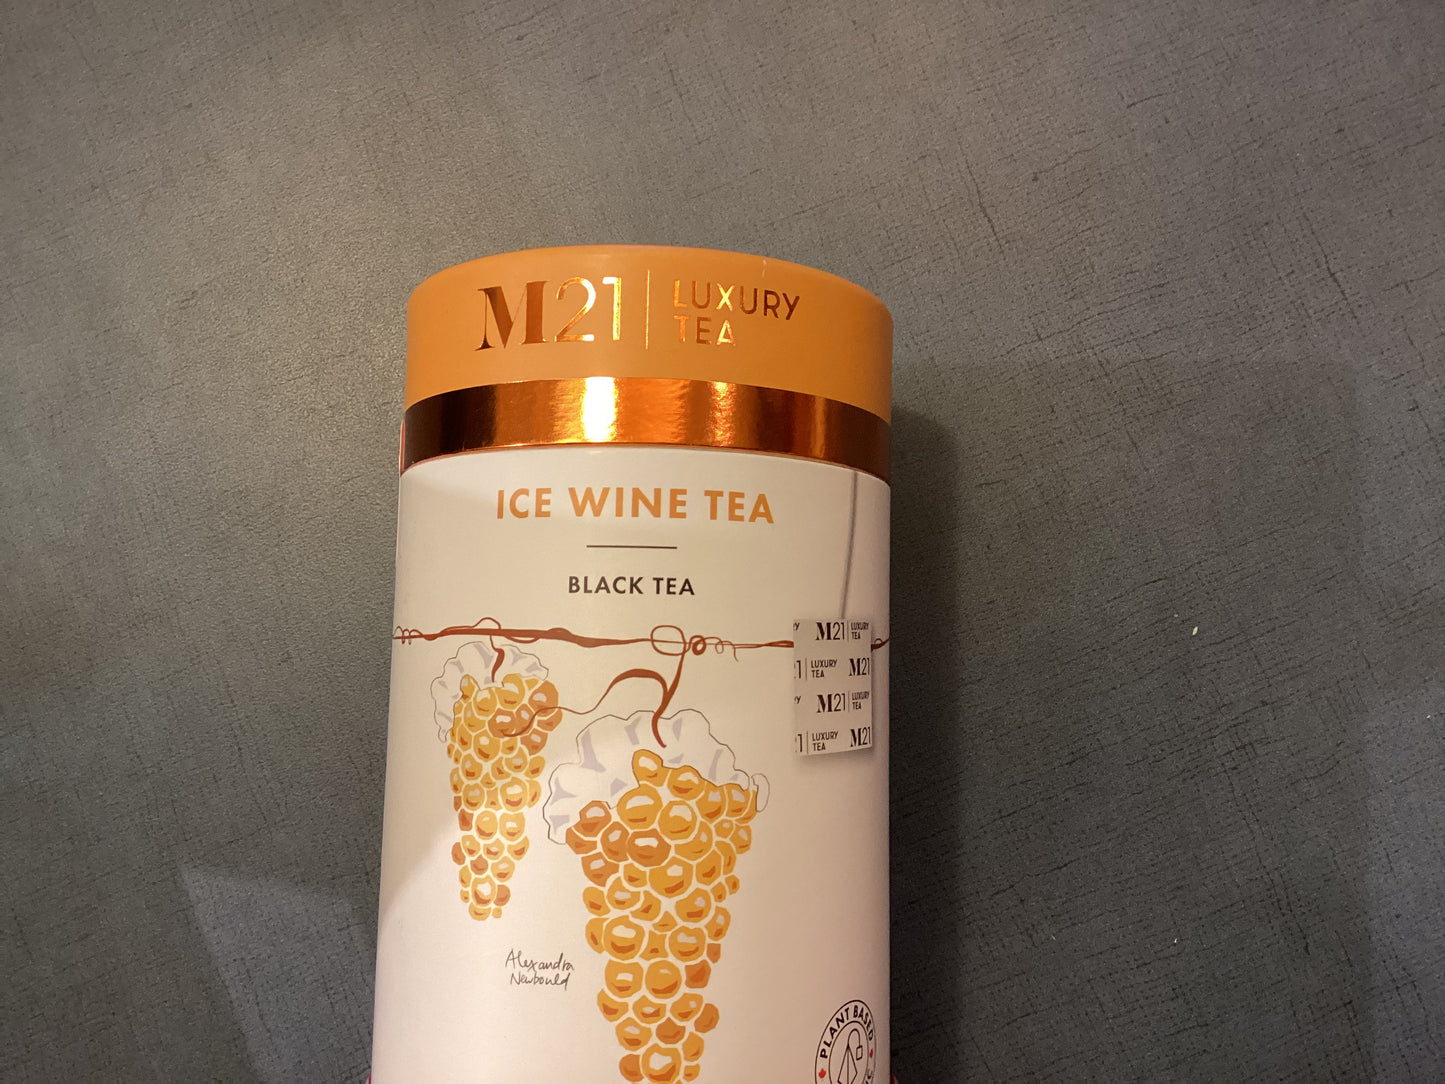 M21 LUXURY
TEA
ICE WINE TEA
BLACK TEA
M21 LUXURY
TEA
LUXURY
TEA
M21
M21 LUXURY
TEA
LUXURY
TEA
M21
Alexandra
Newbould
PLANT BASED